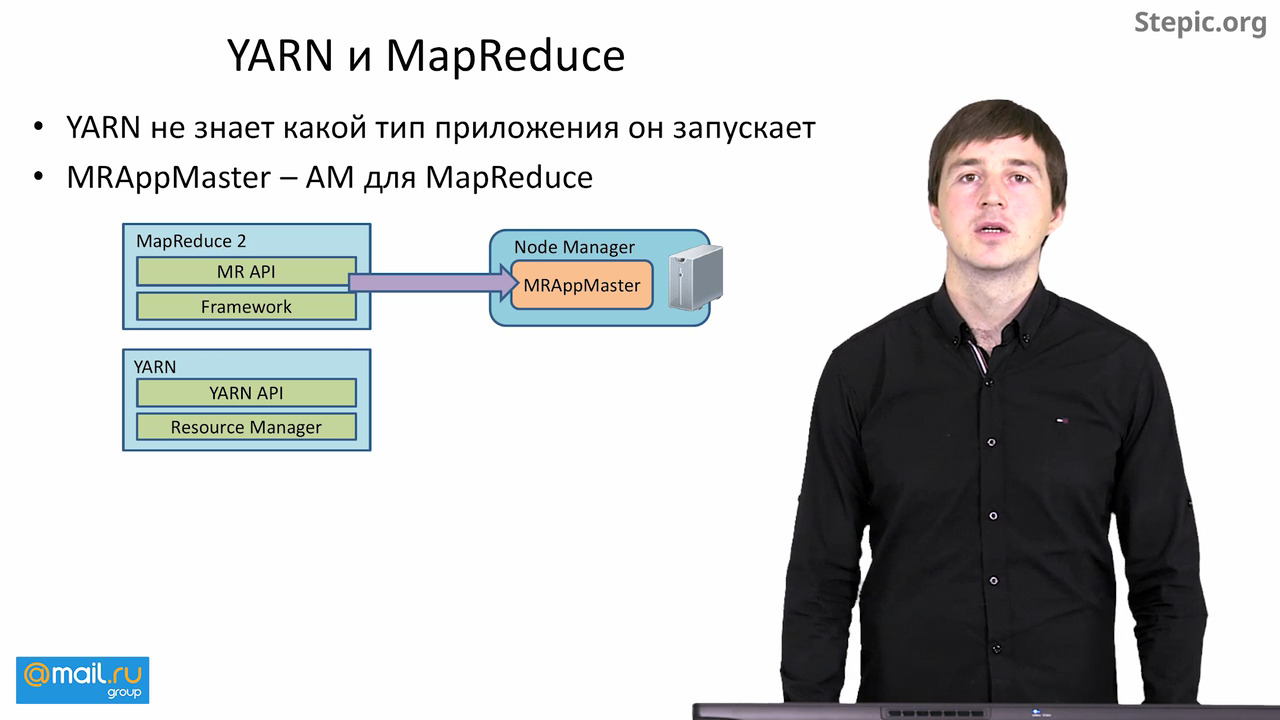 Stepic.org
YARN и MapReduce
• YARN не знает какой тип приложения он запускает
• MRAppMaster – AM для MapReduce
MapReduce 2
MR API
Framework
Node Manager
MRAppMaster
YARN
YARN API
Resource Manager
@mail.ru
group